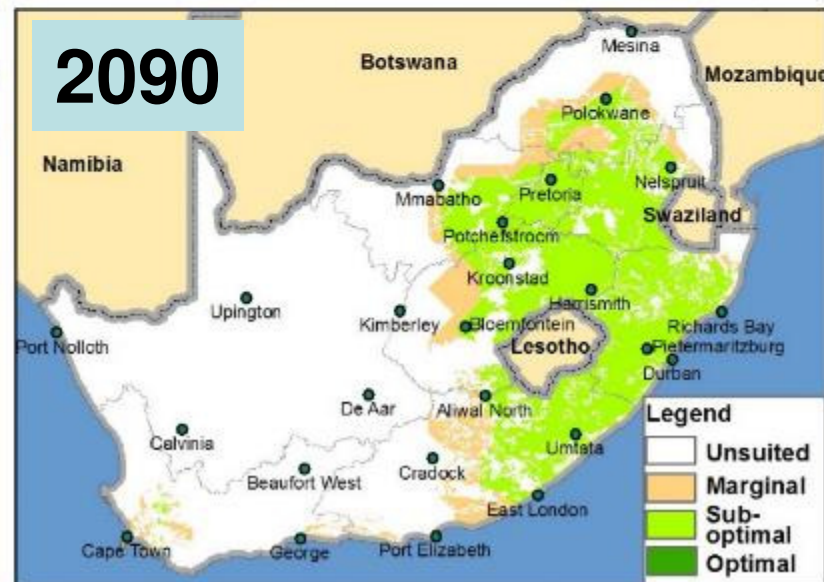 2090
Mesina
Botswana
Mozambique
Polokwane
Namibia
Nelspruit
Pretoria
Mmabatho
Swaziland
Potchefstroom
Kroonstad
Harrismith
Upington
Kimberley
Bloemfontein
Richards Bay
Port Nolloth
Lesotho
Pietermaritzburg
Durban
De Aar
Aliwal North
Legend
Calvinia
Umtata
Unsuited
Cradock
Beaufort West
Marginal
East London
Sub-
optimal
Cape Town
George
Port Elizabeth
Optimal